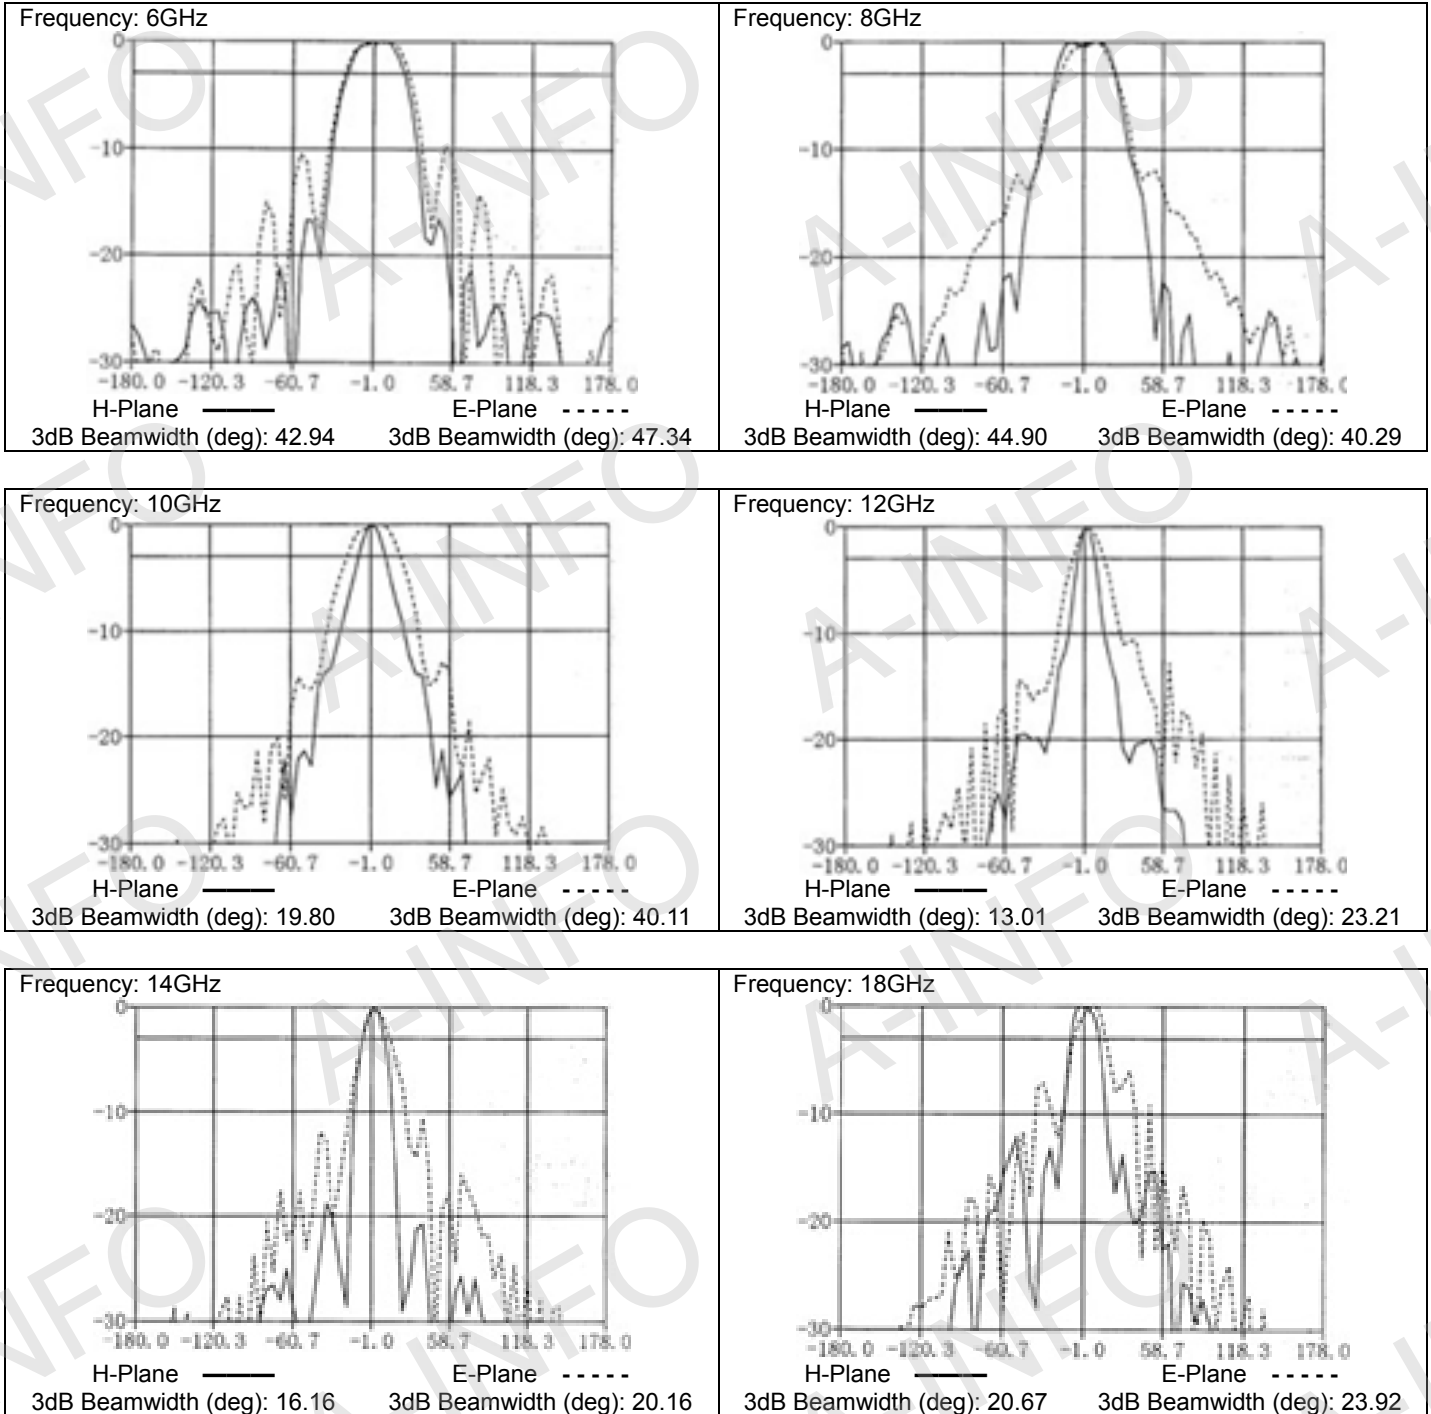 Frequency: 6GHz
0
-10
-20
-30
-180.0 -120.3 -60.7 -1.0 58.7 118.3 178.0
H-Plane E-Plane
3dB Beamwidth (deg): 42.94 3dB Beamwidth (deg): 47.34
Frequency: 8GHz
0
-10
-20
-30
-180.0 -120.3 -60.7 -1.0 58.7 118.3 178.0
H-Plane E-Plane
3dB Beamwidth (deg): 44.90 3dB Beamwidth (deg): 40.29
Frequency: 10GHz
0
-10
-20
-30
-180.0 -120.3 -60.7 -1.0 58.7 118.3 178.0
H-Plane E-Plane
3dB Beamwidth (deg): 19.80 3dB Beamwidth (deg): 40.11
Frequency: 12GHz
0
-10
-20
-30
-180.0 -120.3 -60.7 -1.0 58.7 118.3 178.0
H-Plane E-Plane
3dB Beamwidth (deg): 13.01 3dB Beamwidth (deg): 23.21
Frequency: 14GHz
0
-10
-20
-30
-180.0 -120.3 -60.7 -1.0 58.7 118.3 178.0
H-Plane E-Plane
3dB Beamwidth (deg): 16.16 3dB Beamwidth (deg): 20.16
Frequency: 18GHz
0
-10
-20
-30
-180.0 -120.3 -60.7 -1.0 58.7 118.3 178.0
H-Plane E-Plane
3dB Beamwidth (deg): 20.67 3dB Beamwidth (deg): 23.92
A-INFO